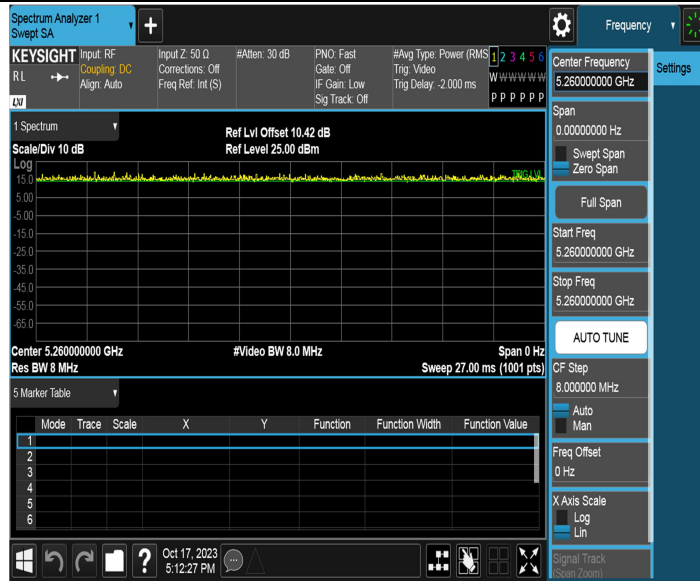 Spectrum Analyzer 1
Swept SA
Frequency
KEYSIGHT
RL
LXI
Input: RF
Coupling: DC
Align: Auto
Input Z: 50 Ω
Corrections: Off
Freq Ref: Int (S)
#Atten: 30 dB
PNO: Fast
Gate: Off
IF Gain: Low
Sig Track: Off
#Avg Type: Power (RMS
Trig: Video
Trig Delay: -2.000 ms
1 2 3 4 5 6
W W W W W W
P P P P P P
Settings
Center Frequency
5.260000000 GHz
Span
0.00000000 Hz
Swept Span
Zero Span
Full Span
Start Freq
5.260000000 GHz
Stop Freq
5.260000000 GHz
AUTO TUNE
CF Step
8.000000 MHz
Auto
Man
Freq Offset
0 Hz
X Axis Scale
Log
Lin
Signal Track
(Span Zoom)
1 Spectrum
Scale/Div 10 dB
Ref Lvl Offset 10.42 dB
Ref Level 25.00 dBm
Log
TRIG LVL
15.0
5.00
-5.00
-15.0
-25.0
-35.0
-45.0
-55.0
-65.0
Center 5.260000000 GHz
#Video BW 8.0 MHz
Span 0 Hz
Res BW 8 MHz
Sweep 27.00 ms (1001 pts)
5 Marker Table
Mode Trace Scale X Y Function Function Width Function Value
1
2
3
4
5
6
?
Oct 17, 2023
5:12:27 PM